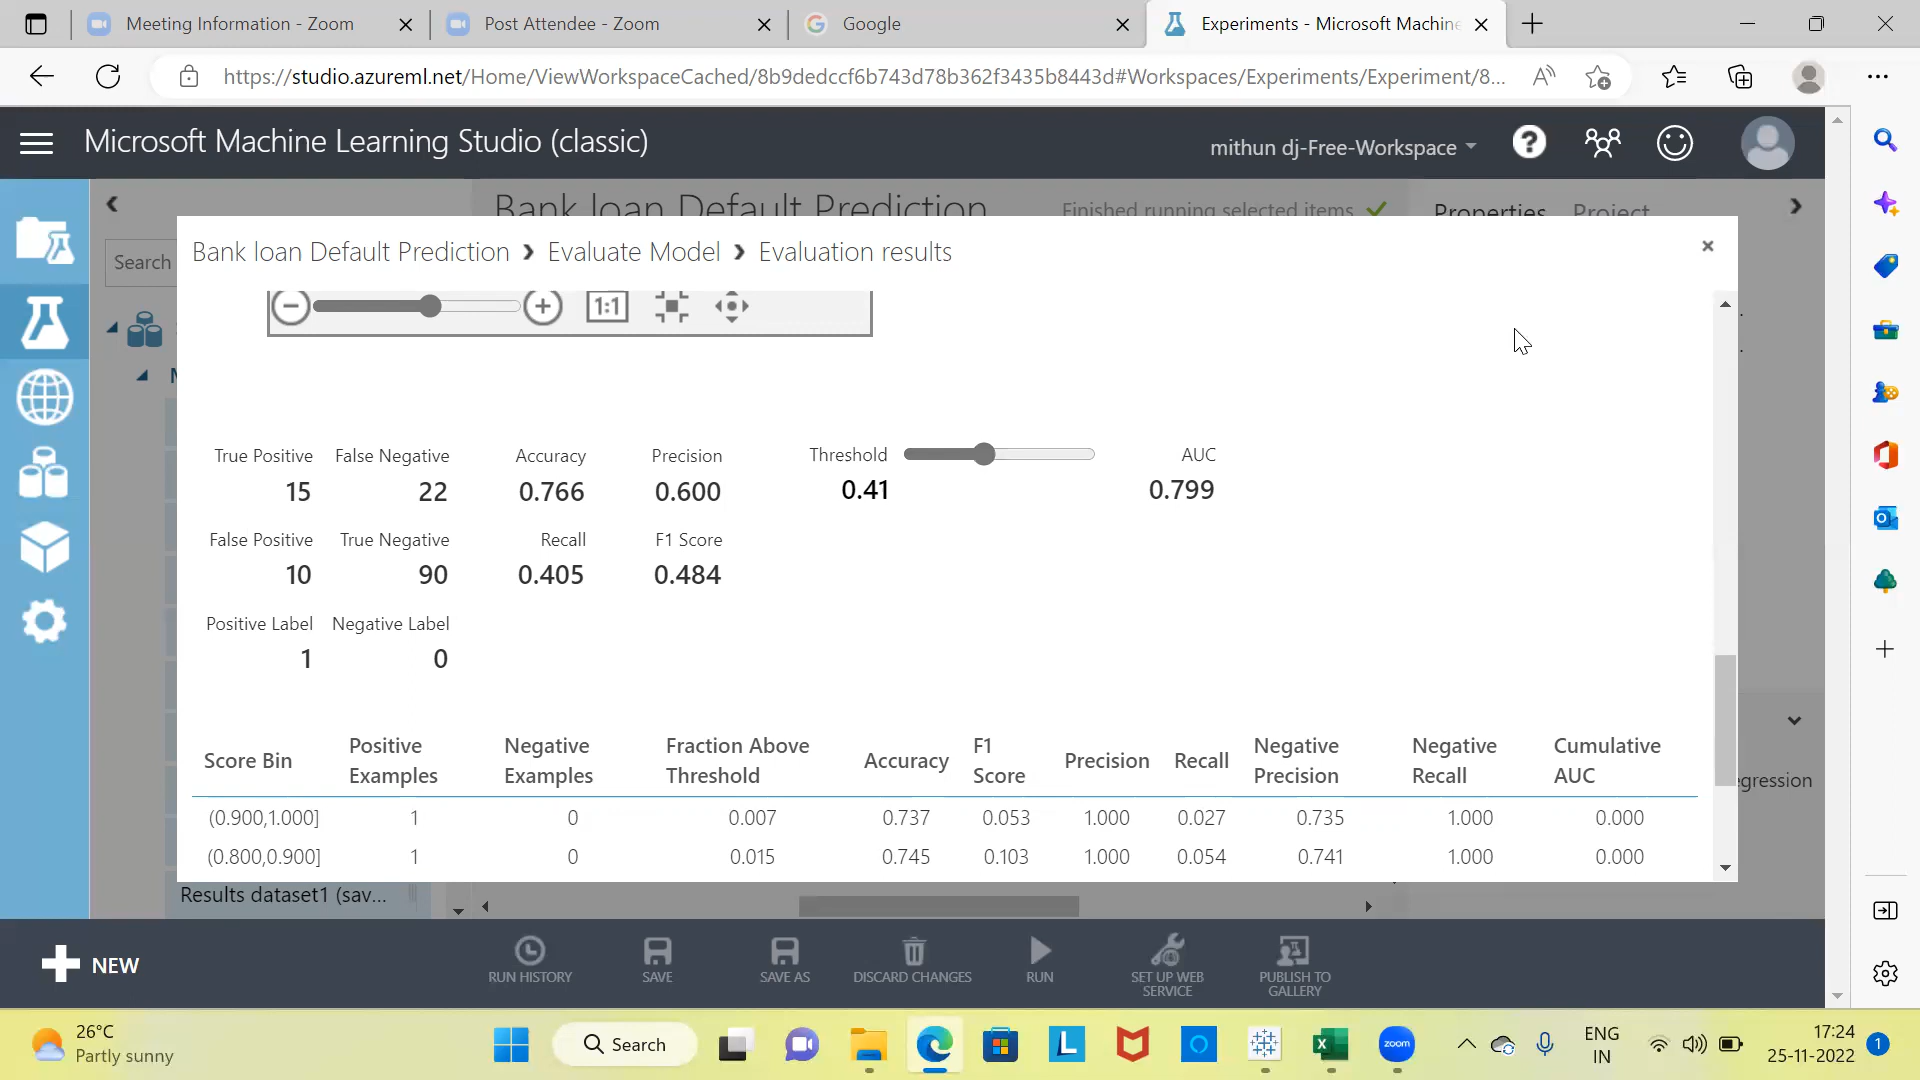 Meeting Information - Zoom
Post Attendee - Zoom
Google
Experiments - Microsoft Machine
https://studio.azureml.net/Home/ViewWorkspaceCached/8b9dedccf6b743d78b362f3435b8443d#Workspaces/Experiments/Experiment/8...
Microsoft Machine Learning Studio (classic)
mithun dj-Free-Workspace
Bank loan Default Prediction
Finished running selected items
Properties Project
Search
Bank loan Default Prediction > Evaluate Model > Evaluation results
1:1
True Positive False Negative Accuracy Precision Threshold AUC
15 22 0.766 0.600 0.41 0.799
False Positive True Negative Recall F1 Score
10 90 0.405 0.484
Positive Label Negative Label
1 0
Score Bin Positive Examples Negative Examples Fraction Above Threshold Accuracy F1 Score Precision Recall Negative Precision Negative Recall Cumulative AUC
(0.900,1.000] 1 0 0.007 0.737 0.053 1.000 0.027 0.735 1.000 0.000
(0.800,0.900] 1 0 0.015 0.745 0.103 1.000 0.054 0.741 1.000 0.000
egression
Results dataset1 (sav...
NEW
RUN HISTORY
SAVE
SAVE AS
DISCARD CHANGES
RUN
SET UP WEB
SERVICE
PUBLISH TO
GALLERY
26°C
Partly sunny
Search
zoom
ENG
IN
17:24
25-11-2022
1